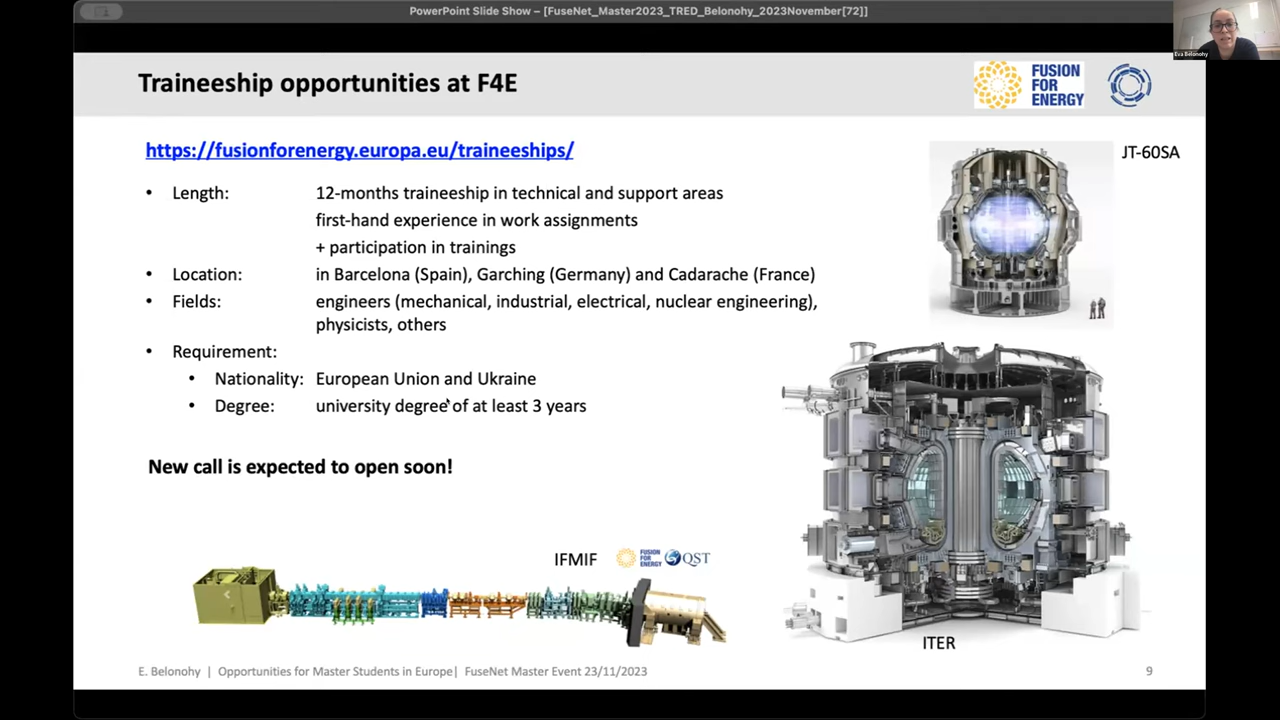 PowerPoint Slide Show – [FuseNet_Master2023_TRED_Belonohy_2023November[72]]
Eva Belonohy
Traineeship opportunities at F4E
FUSION
FOR
ENERGY
https://fusionforenergy.europa.eu/traineeships/
JT-60SA
• Length: 12-months traineeship in technical and support areas
first-hand experience in work assignments
+ participation in trainings
• Location: in Barcelona (Spain), Garching (Germany) and Cadarache (France)
• Fields: engineers (mechanical, industrial, electrical, nuclear engineering),
physicists, others
• Requirement:
• Nationality: European Union and Ukraine
• Degree: university degree of at least 3 years
New call is expected to open soon!
IFMIF
FUSION
FOR
ENERGY
QST
ITER
E. Belonohy | Opportunities for Master Students in Europe| FuseNet Master Event 23/11/2023
9